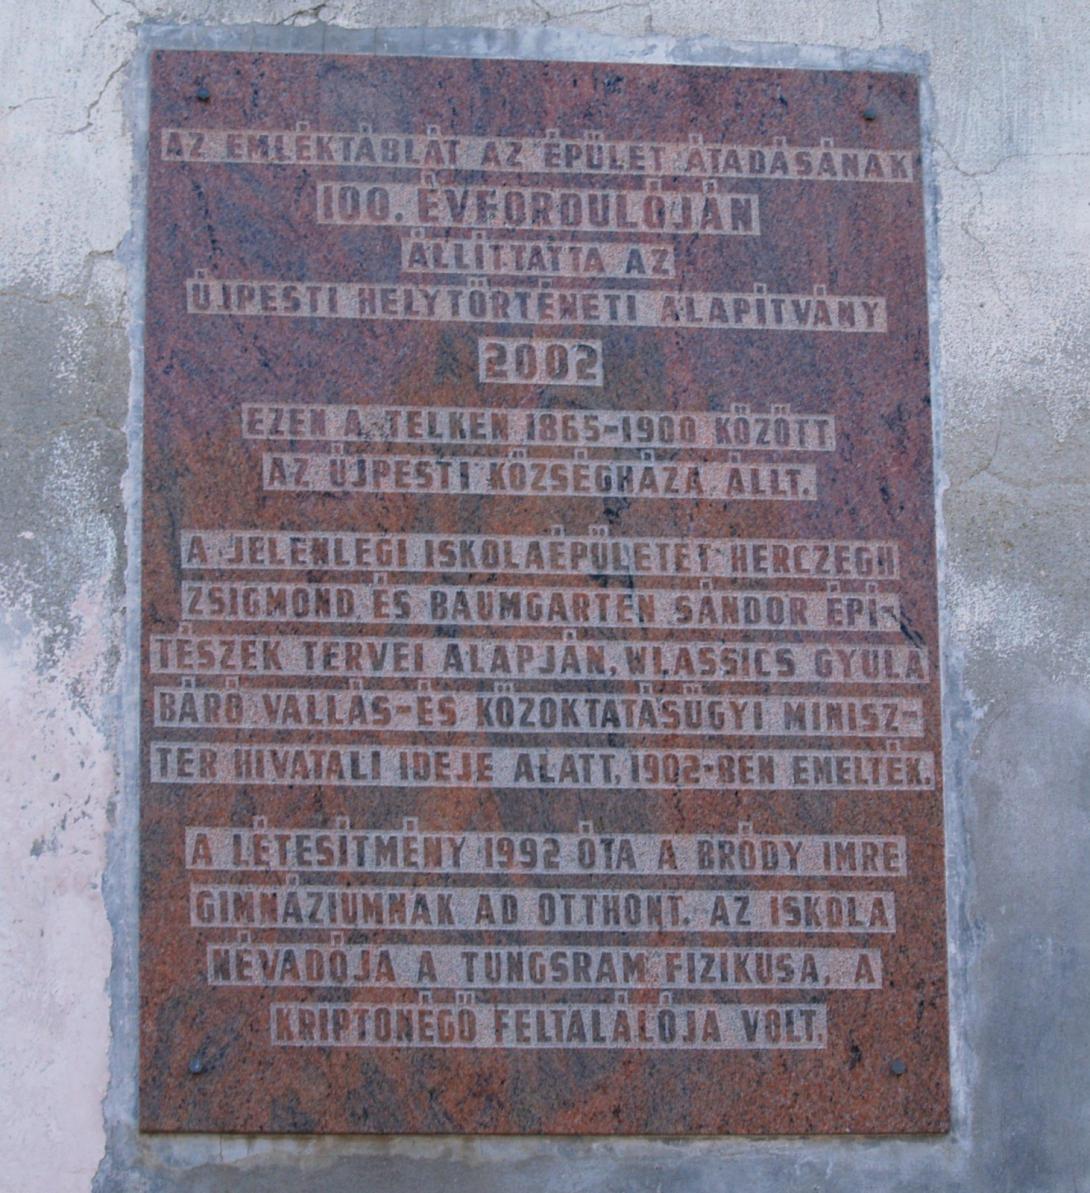 AZ EMLÉKTÁBLÁT AZ ÉPÜLET ÁTADÁSÁNAK
100. ÉVFORDULÓJÁN
ÁLLÍTTATTA AZ
ÚJPESTI HELYTÖRTÉNETI ALAPÍTVÁNY
2002
EZEN A TELKEN 1865-1900 KÖZÖTT
AZ ÚJPESTI KÖZSÉGHÁZA ÁLLT.
A JELENLEGI ISKOLAÉPÜLETET HERCZEGH
ZSIGMOND ÉS BAUMGARTEN SÁNDOR ÉPÍ-
TÉSZEK TERVEI ALAPJÁN, WLASSICS GYULA
BÁRÓ VALLÁS-ÉS KÖZOKTATÁSÜGYI MINISZ-
TER HIVATALI IDEJE ALATT, 1902-BEN EMELTÉK.
A LÉTESÍTMÉNY 1992 ÓTA A BRÓDY IMRE
GIMNÁZIUMNAK AD OTTHONT. AZ ISKOLA
NÉVADÓJA A TUNGSRAM FIZIKUSA, A
KRIPTONÉGŐ FELTALÁLÓJA VOLT.